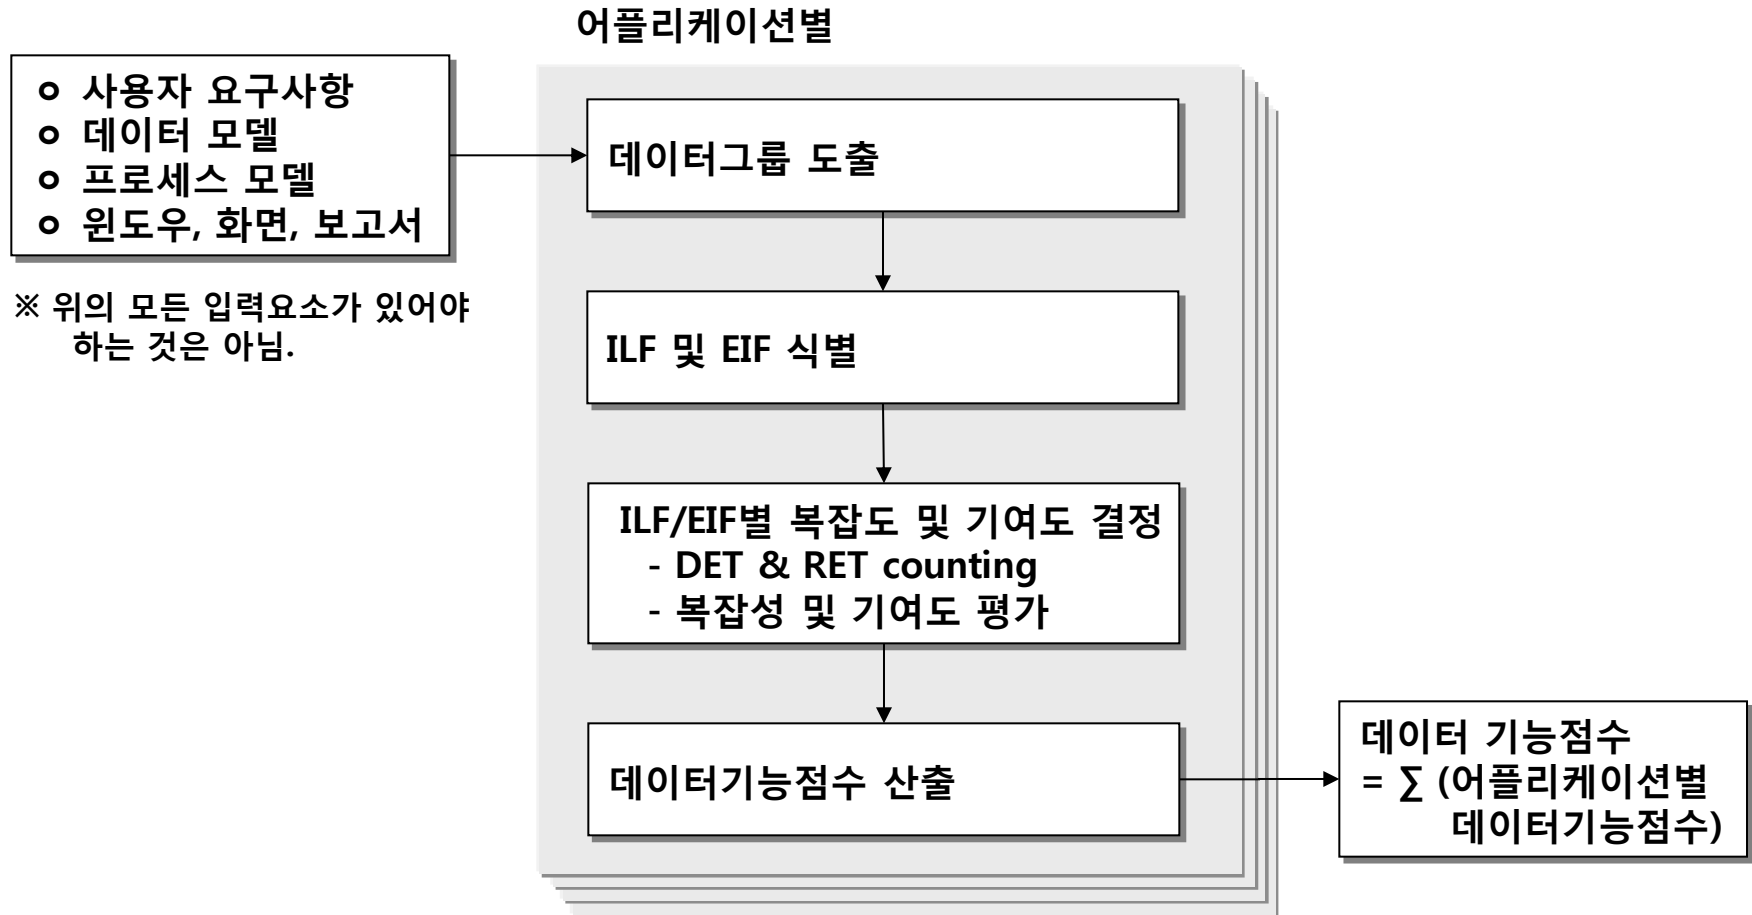 어플리케이션별
o 사용자 요구사항
o 데이터 모델
o 프로세스 모델
o 윈도우, 화면, 보고서
※ 위의 모든 입력요소가 있어야
하는 것은 아님.
데이터그룹 도출
ILF 및 EIF 식별
ILF/EIF별 복잡도 및 기여도 결정
- DET & RET counting
- 복잡성 및 기여도 평가
데이터기능점수 산출
데이터 기능점수
= ∑ (어플리케이션별
데이터기능점수)